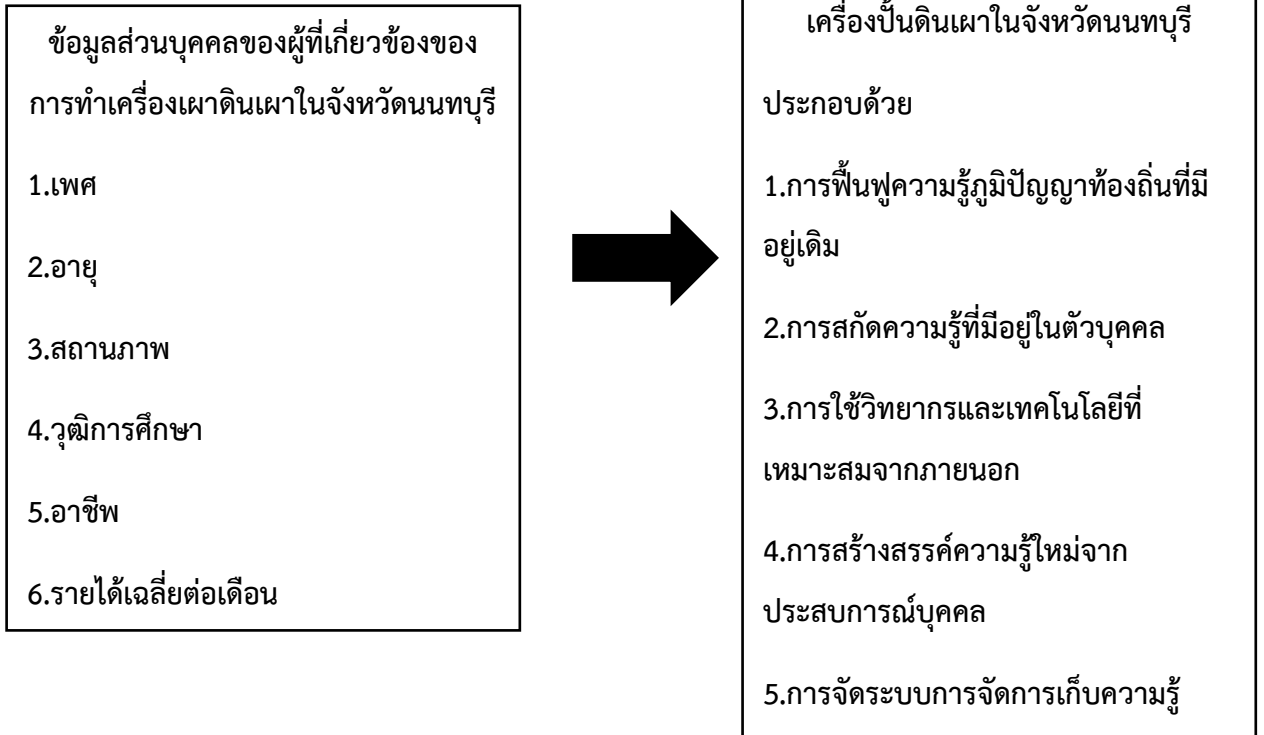 ข้อมูลส่วนบุคคลของผู้ที่เกี่ยวข้องของ
การทำเครื่องเผาดินเผาในจังหวัดนนทบุรี
1.เพศ
2.อายุ
3.สถานภาพ
4.วุฒิการศึกษา
5.อาชีพ
6.รายได้เฉลี่ยต่อเดือน
เครื่องปั้นดินเผาในจังหวัดนนทบุรี
ประกอบด้วย
1.การฟื้นฟูความรู้ภูมิปัญญาท้องถิ่นที่มี
อยู่เดิม
2.การสกัดความรู้ที่มีอยู่ในตัวบุคคล
3.การใช้วิทยากรและเทคโนโลยีที่
เหมาะสมจากภายนอก
4.การสร้างสรรค์ความรู้ใหม่จาก
ประสบการณ์บุคคล
5.การจัดระบบการจัดการเก็บความรู้